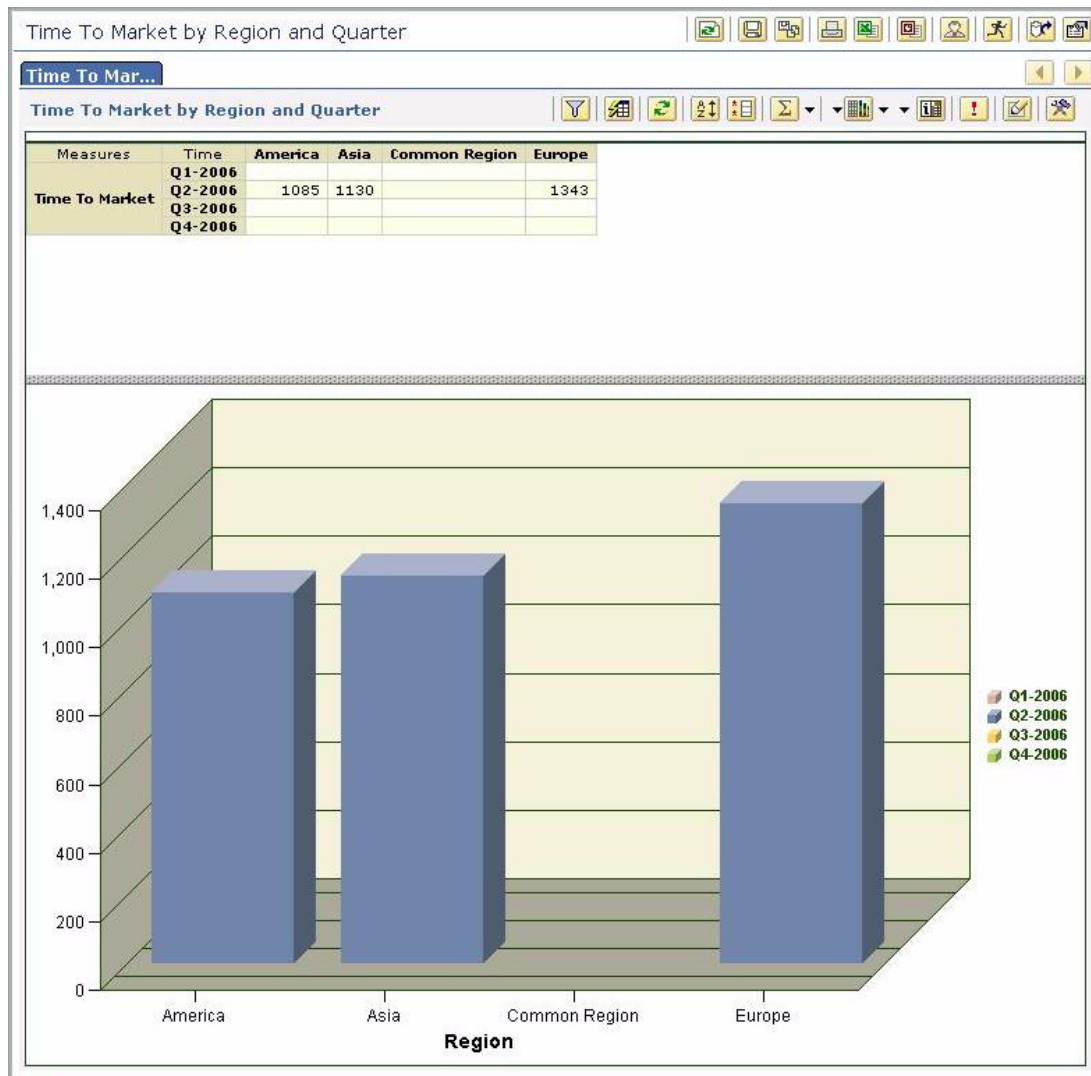 Time To Market by Region and Quarter
Time To Mar...
Time To Market by Region and Quarter
Measures Time America Asia Common Region Europe
Time To Market
Q1-2006
Q2-2006 1085 1130 1343
Q3-2006
Q4-2006
1,400
1,200
1,000
800
600
400
200
0
Q1-2006
Q2-2006
Q3-2006
Q4-2006
America Asia Common Region Europe
Region